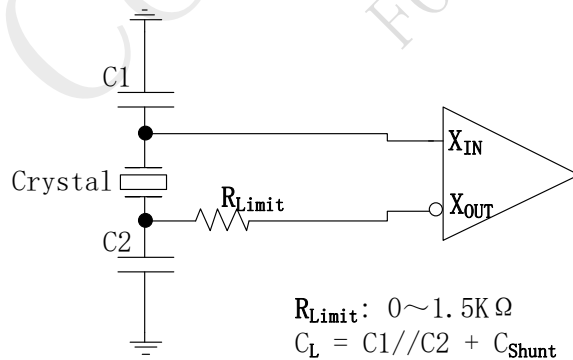 C1
X_IN
Crystal
R_Limit
X_OUT
C2
R_Limit: 0~1.5KΩ
C_L = C1//C2 + C_Shunt